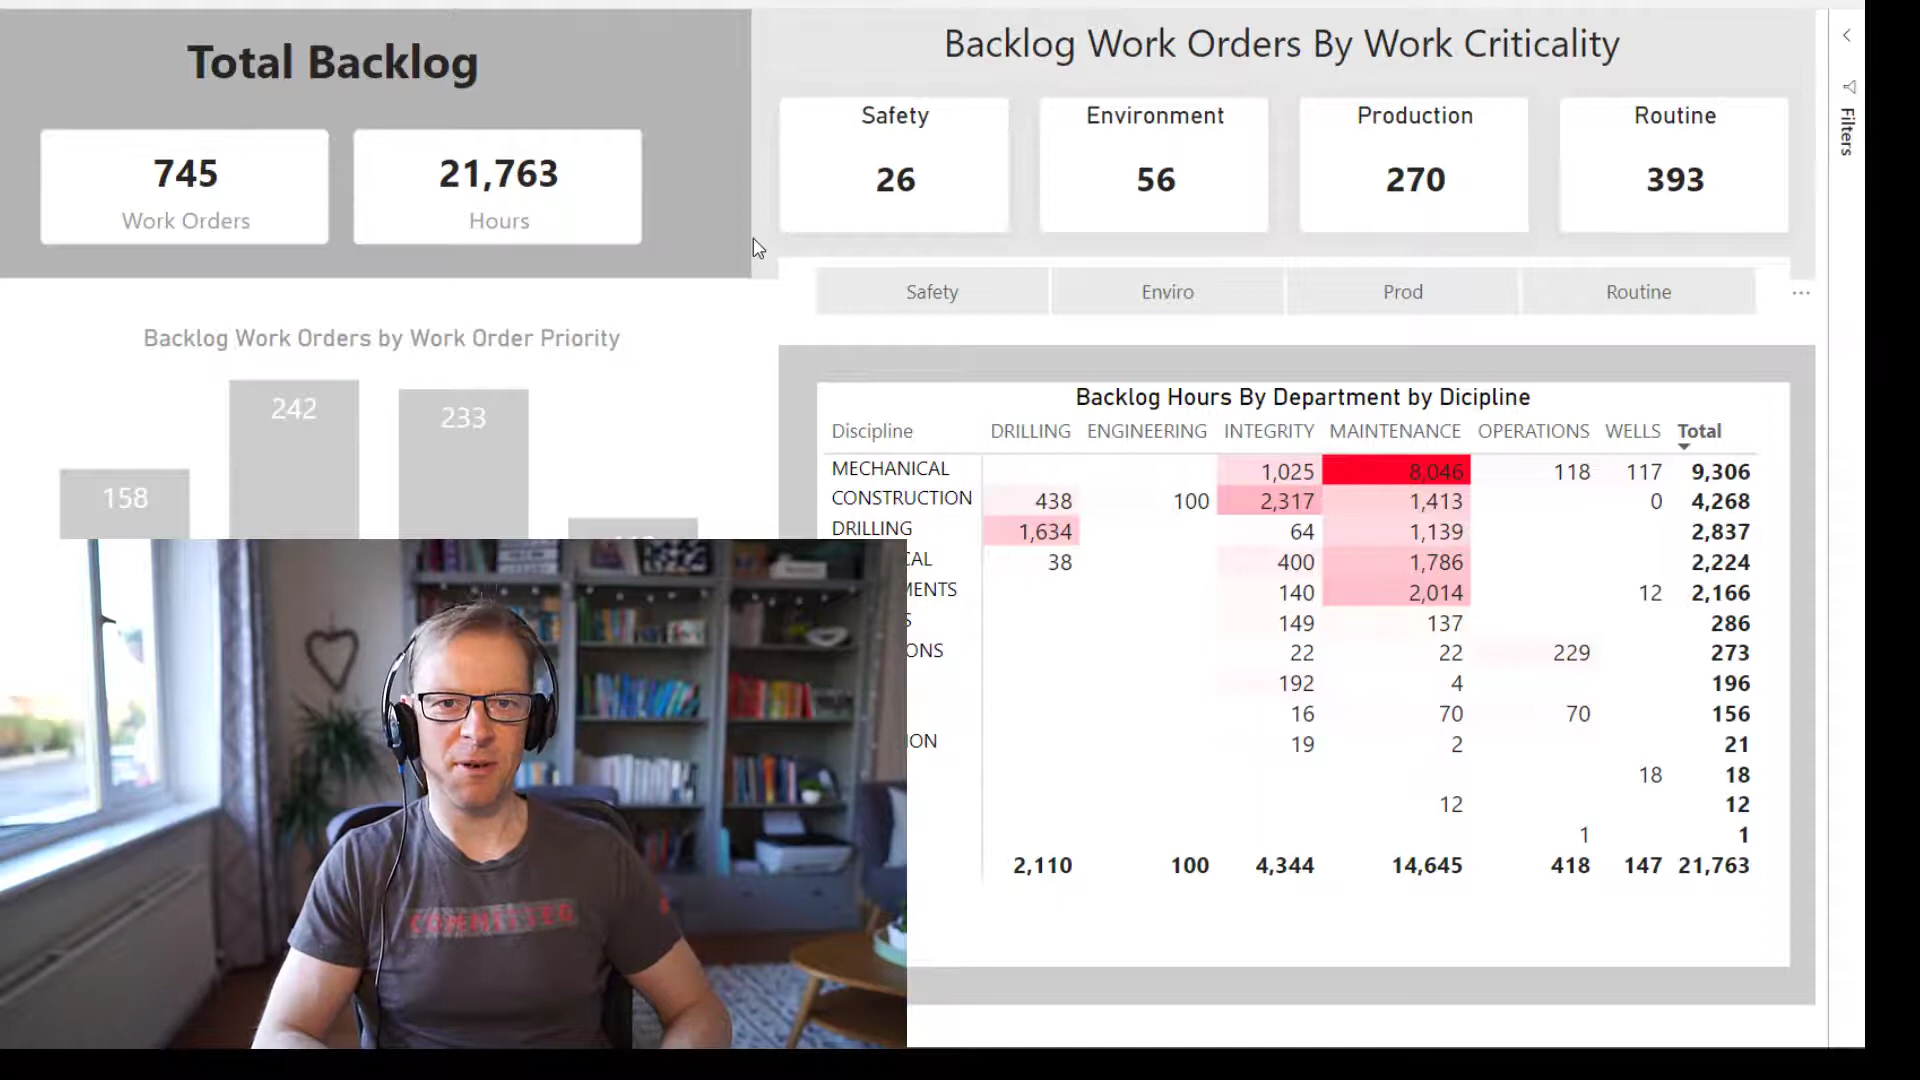 Total Backlog
745
Work Orders
21,763
Hours
Backlog Work Orders By Work Criticality
Safety
26
Environment
56
Production
270
Routine
393
Filters
Safety
Enviro
Prod
Routine
...
Backlog Work Orders by Work Order Priority
158
242
233
Backlog Hours By Department by Dicipline
Discipline DRILLING ENGINEERING INTEGRITY MAINTENANCE OPERATIONS WELLS Total
MECHANICAL 1,025 8,046 118 117 9,306
CONSTRUCTION 438 100 2,317 1,413 0 4,268
DRILLING 1,634 64 1,139 2,837
CAL 38 400 1,786 2,224
MENTS 140 2,014 12 2,166
S 149 137 286
ONS 22 22 229 273
192 4 196
16 70 70 156
ION 19 2 21
18 18
12 12
1 1
2,110 100 4,344 14,645 418 147 21,763
COMMITTED